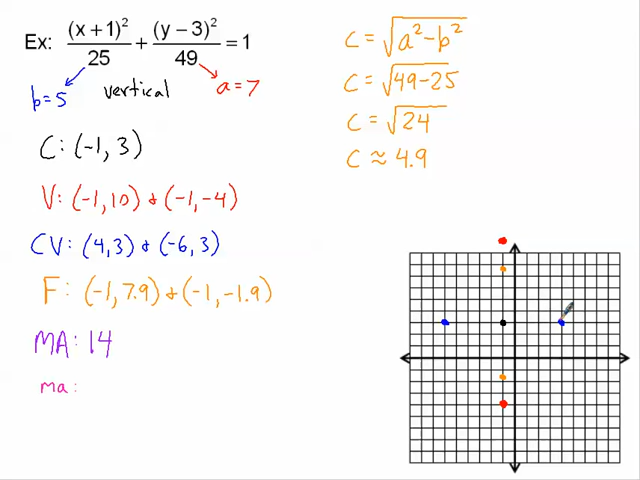 Ex: (x + 1)²/25 + (y − 3)²/49 = 1
b=5 vertical a=7
C: (-1, 3)
V: (-1, 10) & (-1, -4)
CV: (4, 3) & (-6, 3)
F: (-1, 7.9) & (-1, -1.9)
MA: 14
ma:
c = √(a² - b²)
c = √(49-25)
c = √24
c ≈ 4.9